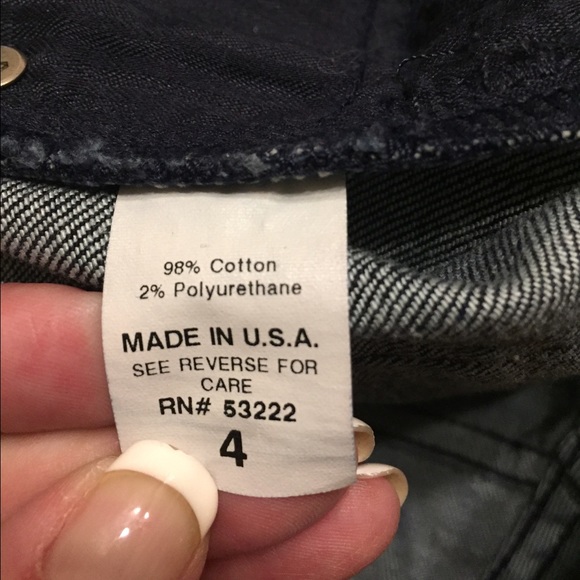 98% Cotton
2% Polyurethane
MADE IN U.S.A.
SEE REVERSE FOR
CARE
RN# 53222
4